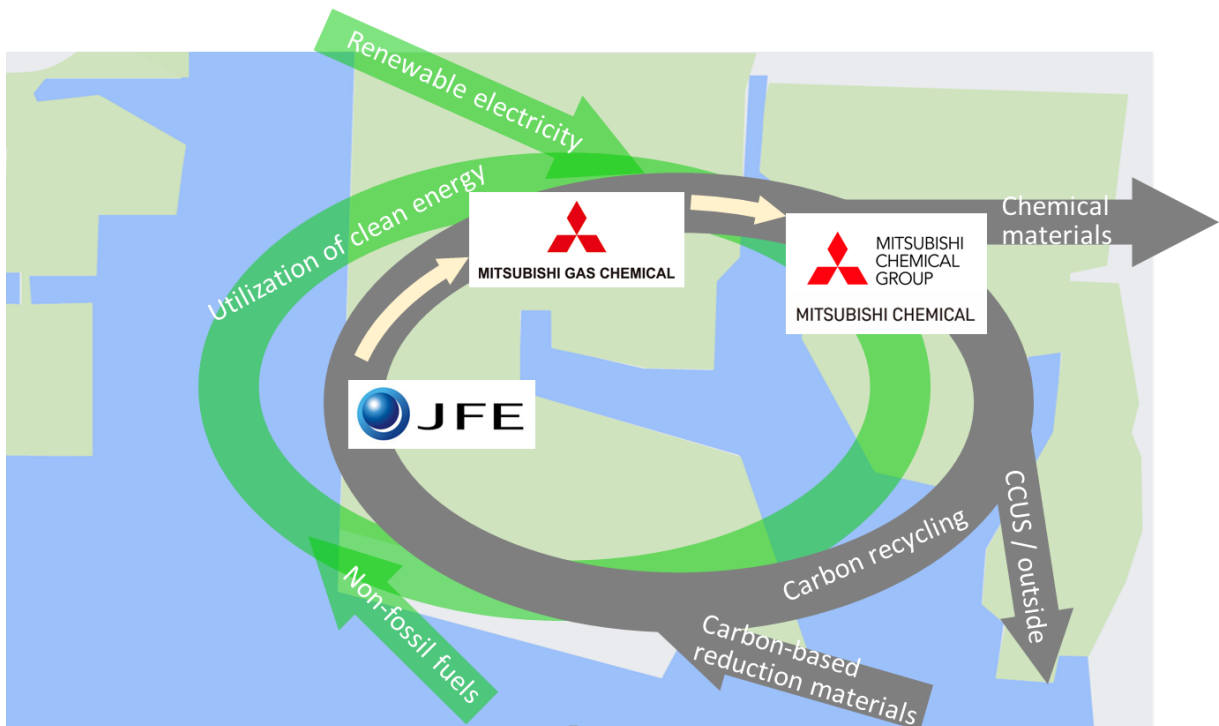 Renewable electricity
Utilization of clean energy
MITSUBISHI GAS CHEMICAL
MITSUBISHI
CHEMICAL
GROUP
MITSUBISHI CHEMICAL
Chemical
materials
JFE
CCUS / outside
Carbon recycling
Carbon-based
reduction materials
Non-fossil fuels